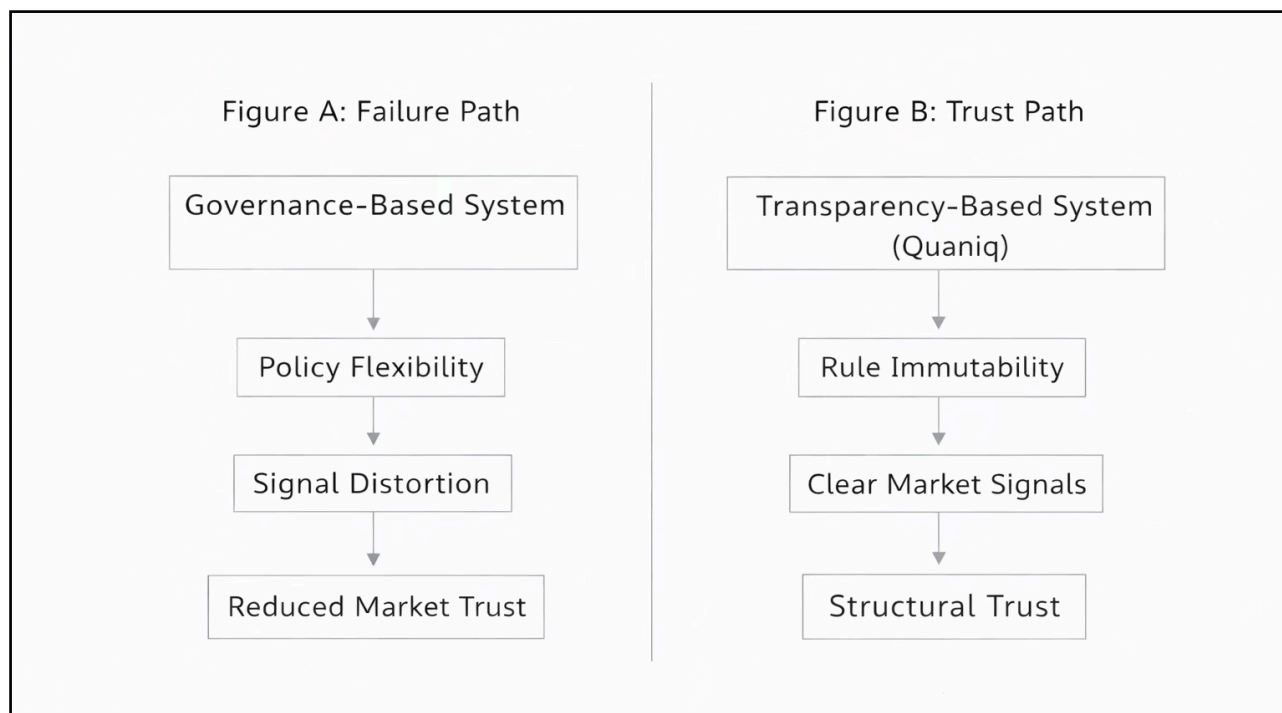 Figure A: Failure Path
Governance-Based System
Policy Flexibility
Signal Distortion
Reduced Market Trust
Figure B: Trust Path
Transparency-Based System
(Quaniq)
Rule Immutability
Clear Market Signals
Structural Trust